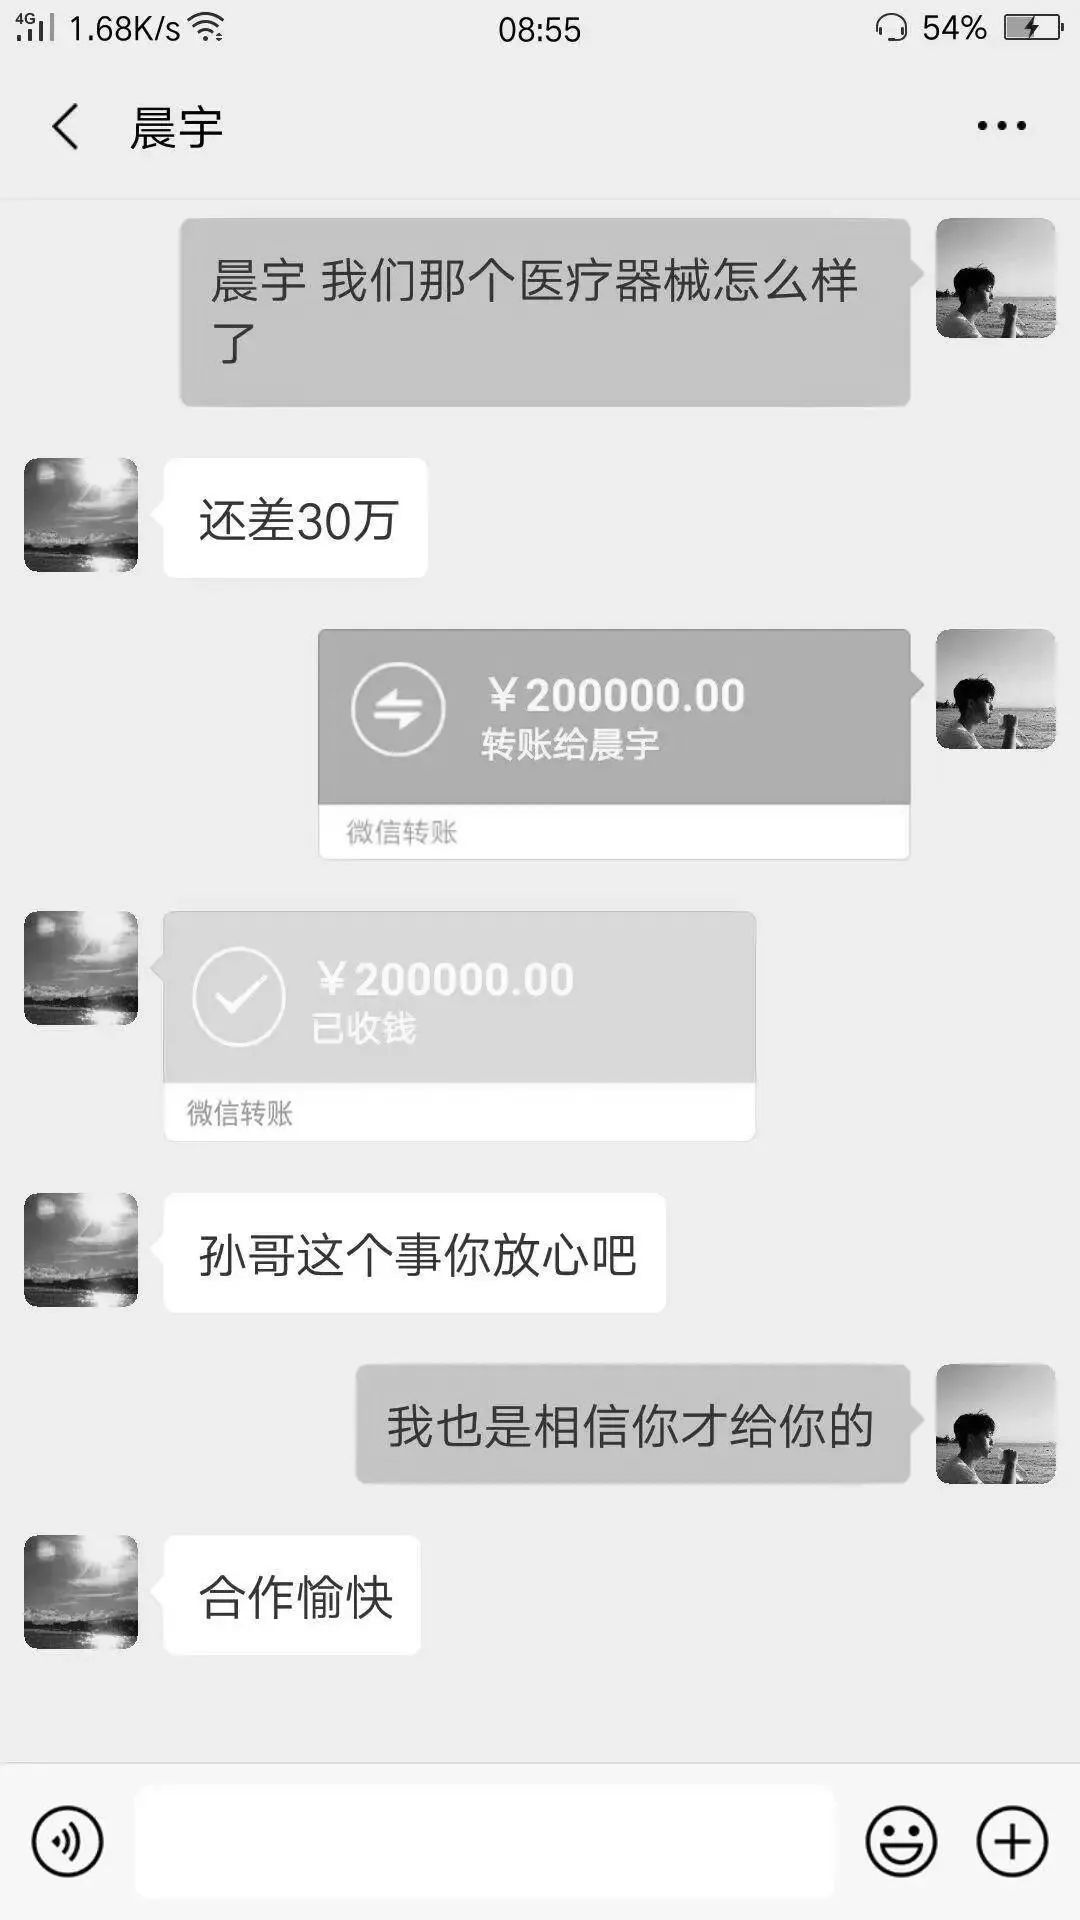 4G 1.68K/s 08:55 54%
晨宇
晨宇 我们那个医疗器械怎么样
了
还差30万
￥200000.00
转账给晨宇
微信转账
￥200000.00
已收钱
微信转账
孙哥这个事你放心吧
我也是相信你才给你的
合作愉快